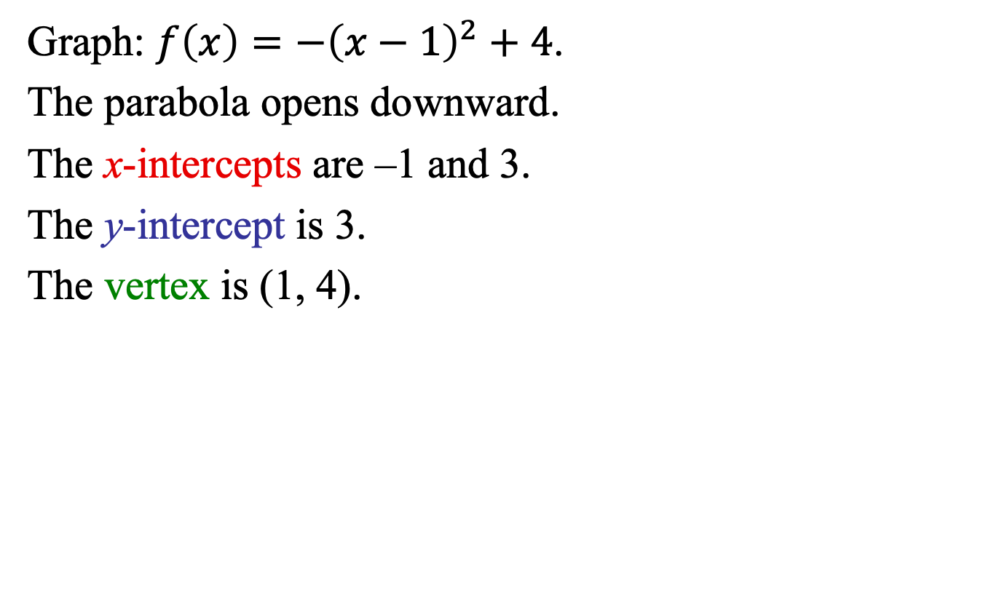 Graph: 𝑓(𝑥) = −(𝑥 − 1)² + 4.
The parabola opens downward.
The x-intercepts are –1 and 3.
The y-intercept is 3.
The vertex is (1, 4).